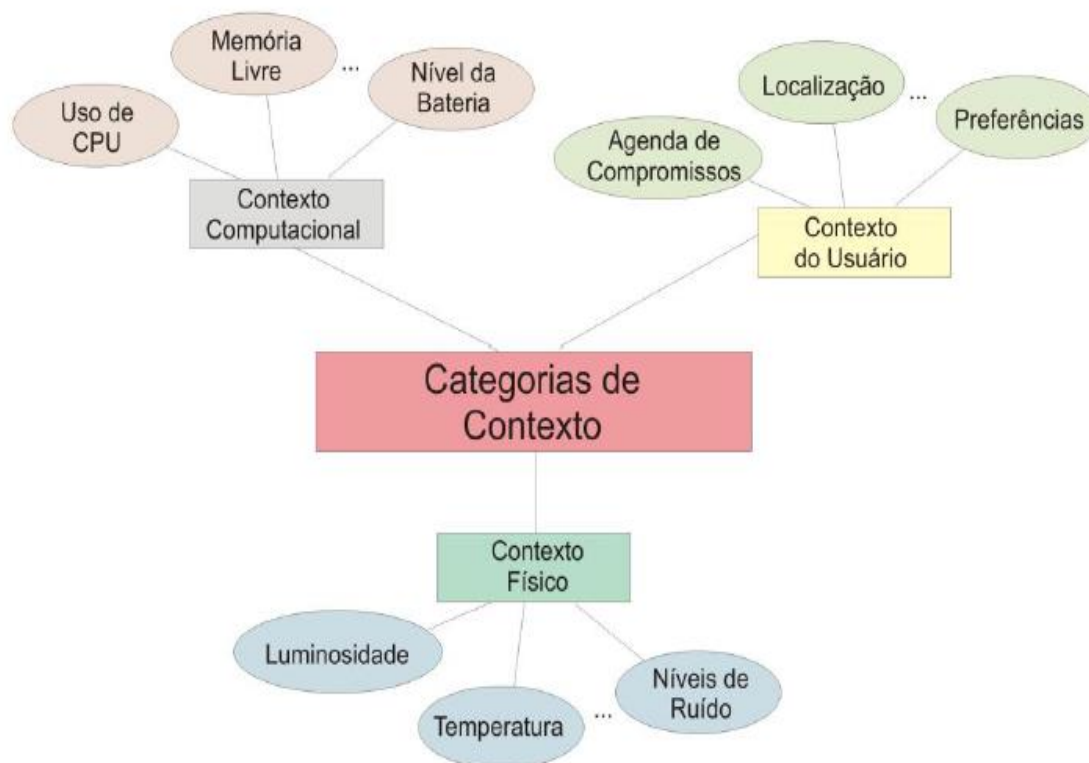 Memória
Livre
...
Nível da
Bateria
Uso de
CPU
Contexto
Computacional
Localização
...
Preferências
Agenda de
Compromissos
Contexto
do Usuário
Categorias de
Contexto
Contexto
Físico
Luminosidade
Temperatura
...
Níveis de
Ruído